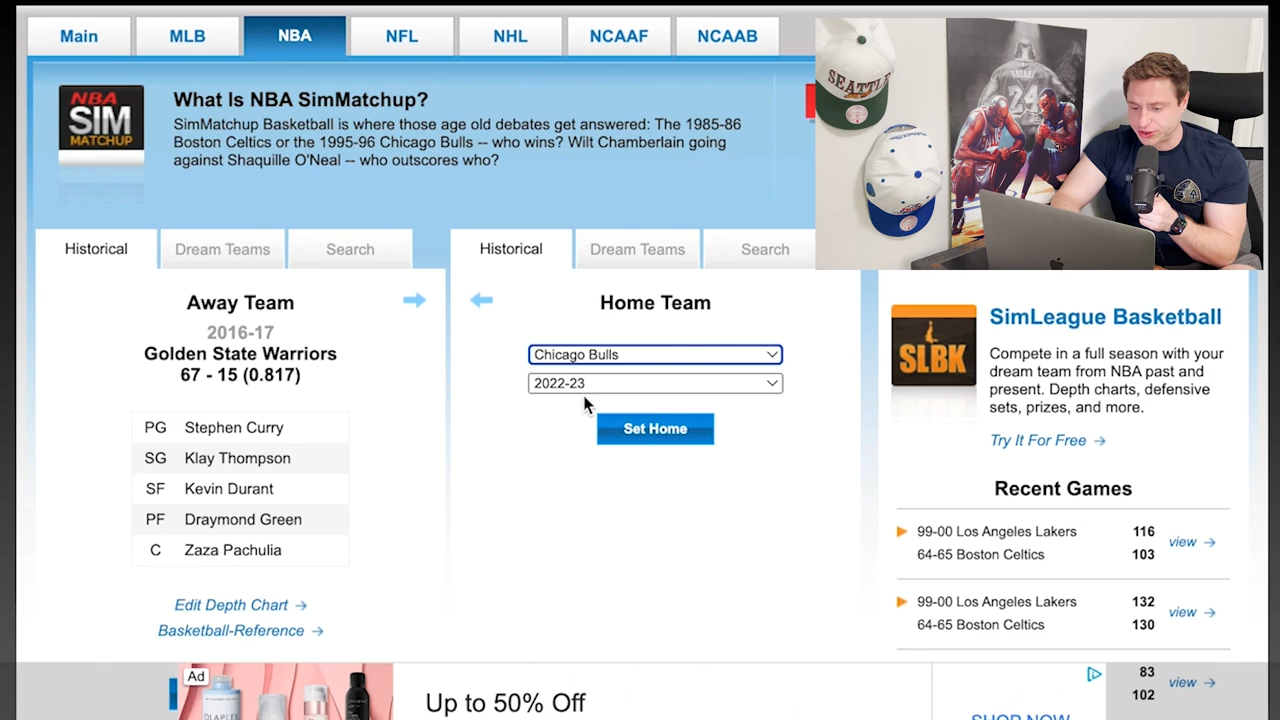 Main
MLB
NBA
NFL
NHL
NCAAF
NCAAB
NBA
SIM
MATCHUP
What Is NBA SimMatchup?
SimMatchup Basketball is where those age old debates get answered: The 1985-86
Boston Celtics or the 1995-96 Chicago Bulls -- who wins? Wilt Chamberlain going
against Shaquille O'Neal -- who outscores who?
SEATTLE
24
Historical
Dream Teams
Search
Historical
Dream Teams
Search
Away Team
2016-17
Golden State Warriors
67 - 15 (0.817)
PG Stephen Curry
SG Klay Thompson
SF Kevin Durant
PF Draymond Green
C Zaza Pachulia
Edit Depth Chart →
Basketball-Reference →
Home Team
Chicago Bulls
2022-23
Set Home
SLBK
SimLeague Basketball
Compete in a full season with your
dream team from NBA past and
present. Depth charts, defensive
sets, prizes, and more.
Try It For Free →
Recent Games
99-00 Los Angeles Lakers 116
64-65 Boston Celtics 103
view →
99-00 Los Angeles Lakers 132
64-65 Boston Celtics 130
view →
83
102
view →
Ad
OLAPLEX
Up to 50% Off
SHOP NOW